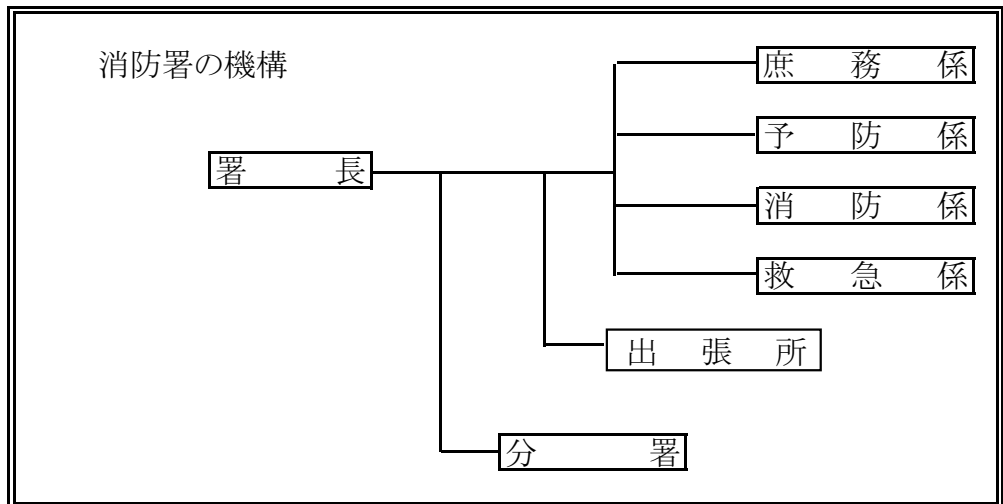 消防署の機構
庶務係
予防係
署長
消防係
救急係
出張所
分署